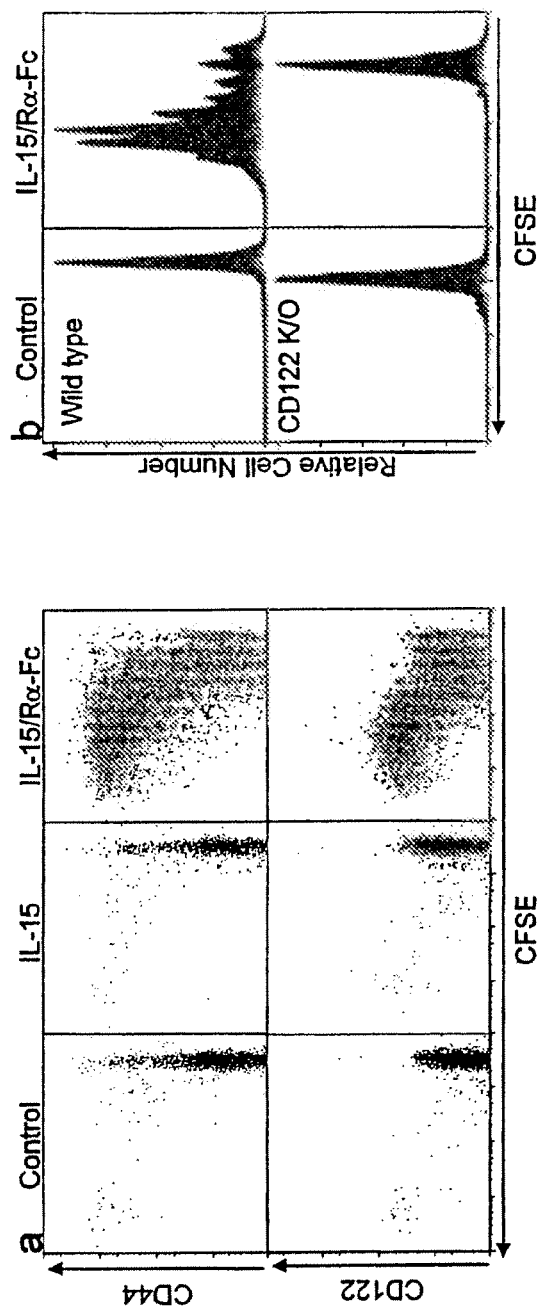 a
Control
IL-15
IL-15/Rα-Fc
CD44
CD122
CFSE
b
Control
IL-15/Rα-Fc
Wild type
CD122 K/O
Relative Cell Number
CFSE